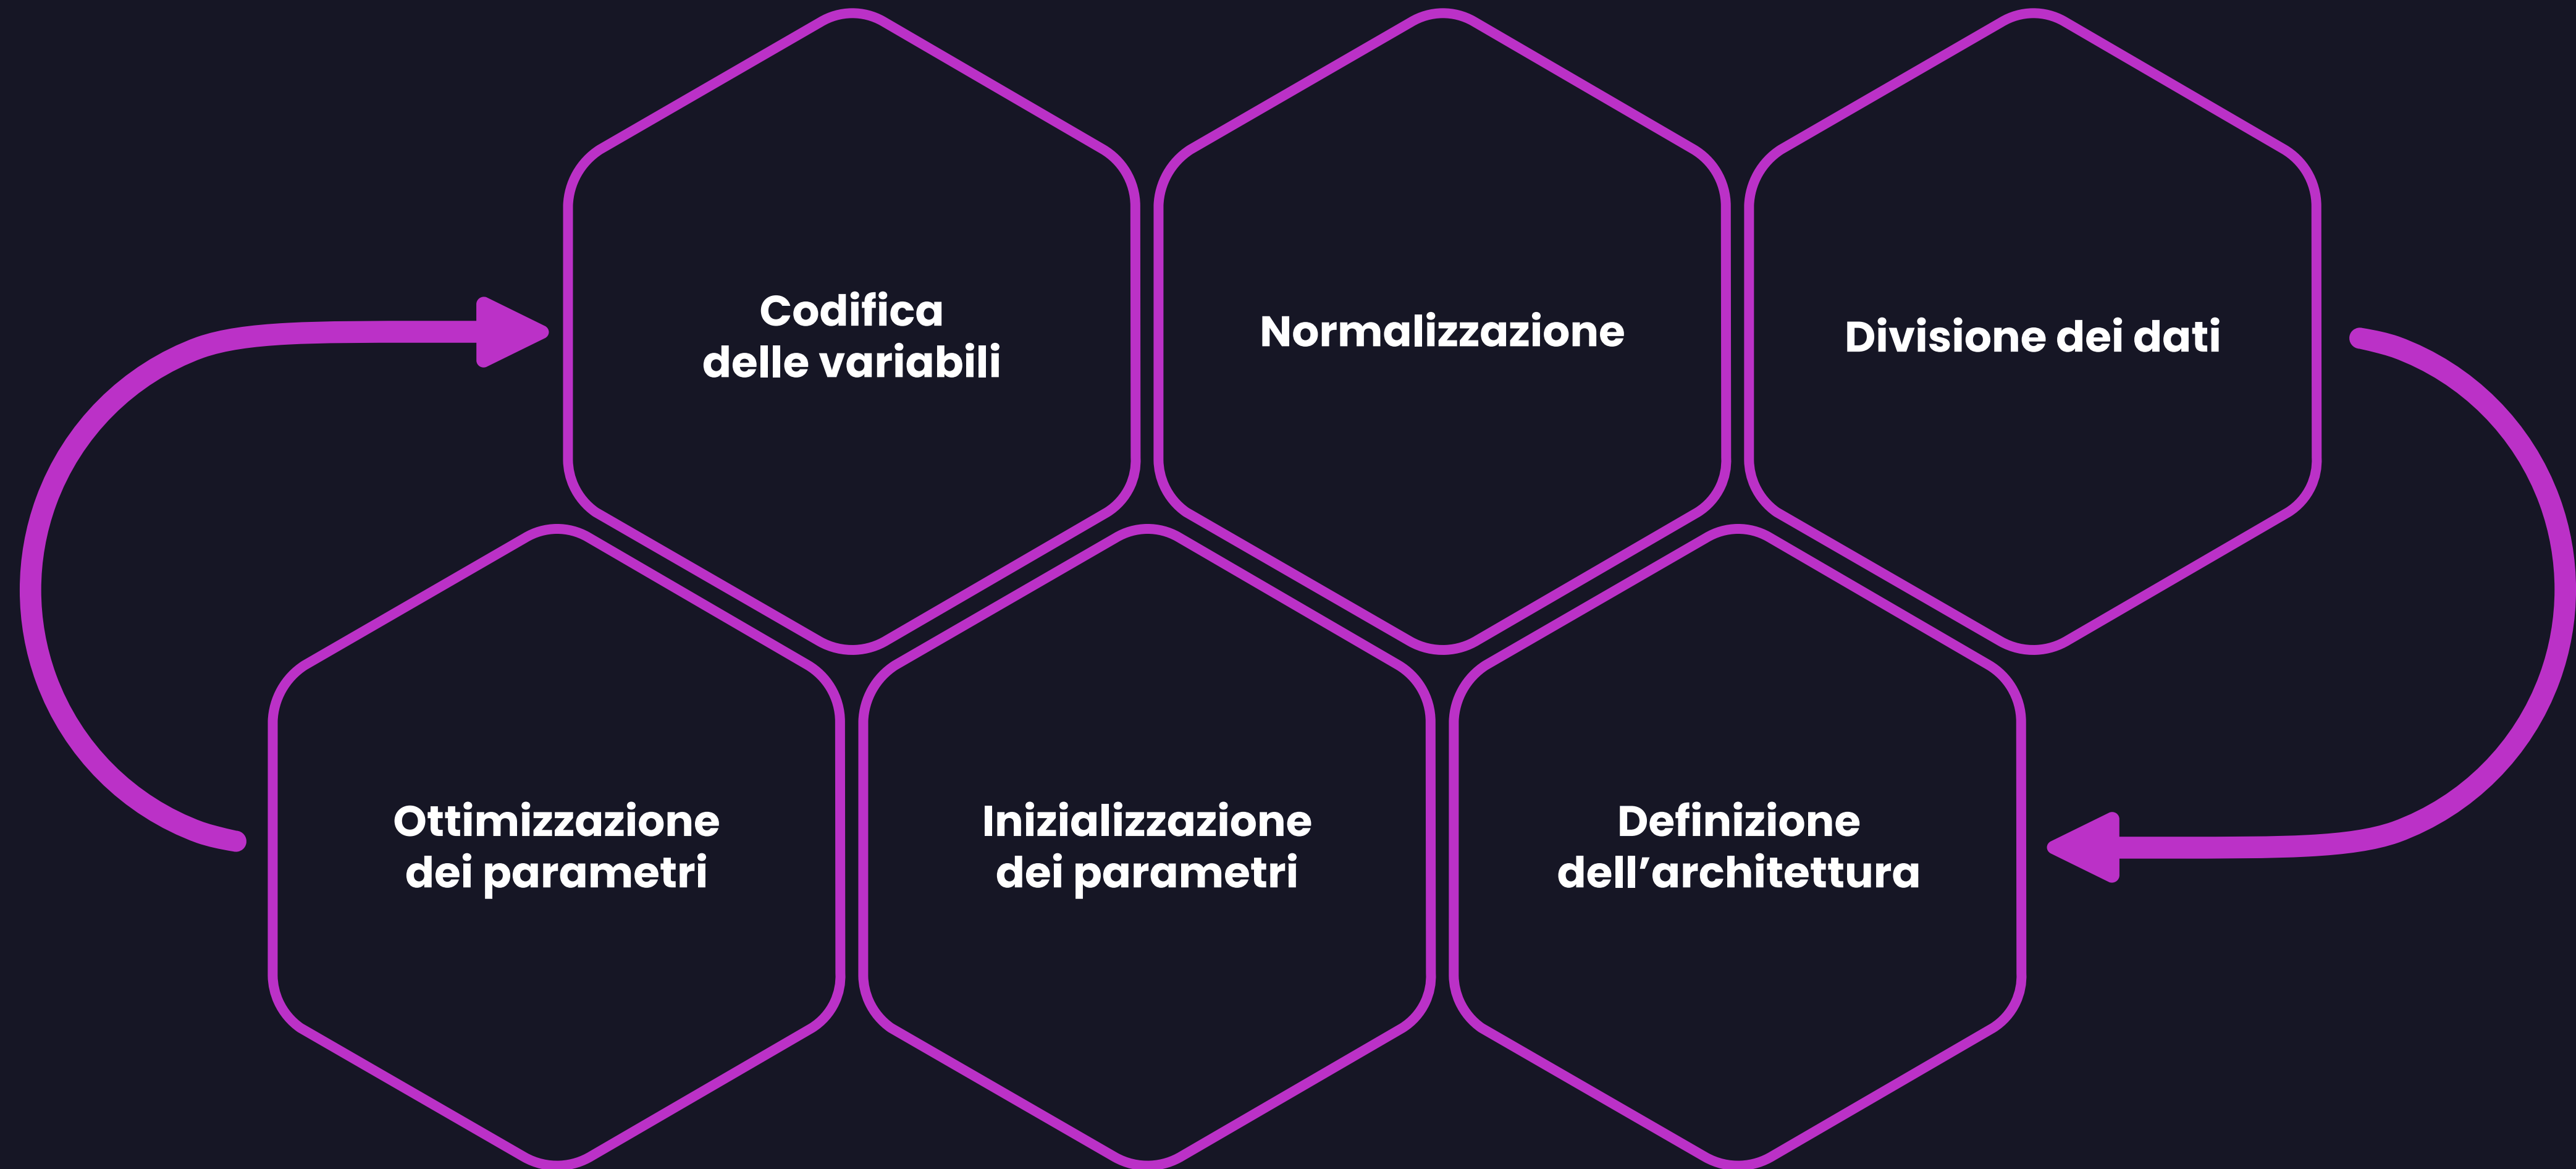 Codifica
delle variabili
Normalizzazione
Divisione dei dati
Ottimizzazione
dei parametri
Inizializzazione
dei parametri
Definizione
dell’architettura